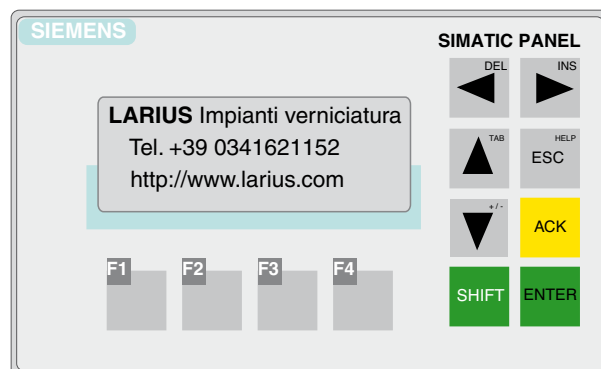 SIEMENS
SIMATIC PANEL
DEL
INS
LARIUS Impianti verniciatura
Tel. +39 0341621152
http://www.larius.com
TAB
HELP
ESC
+/-
ACK
F1 F2 F3 F4
SHIFT ENTER